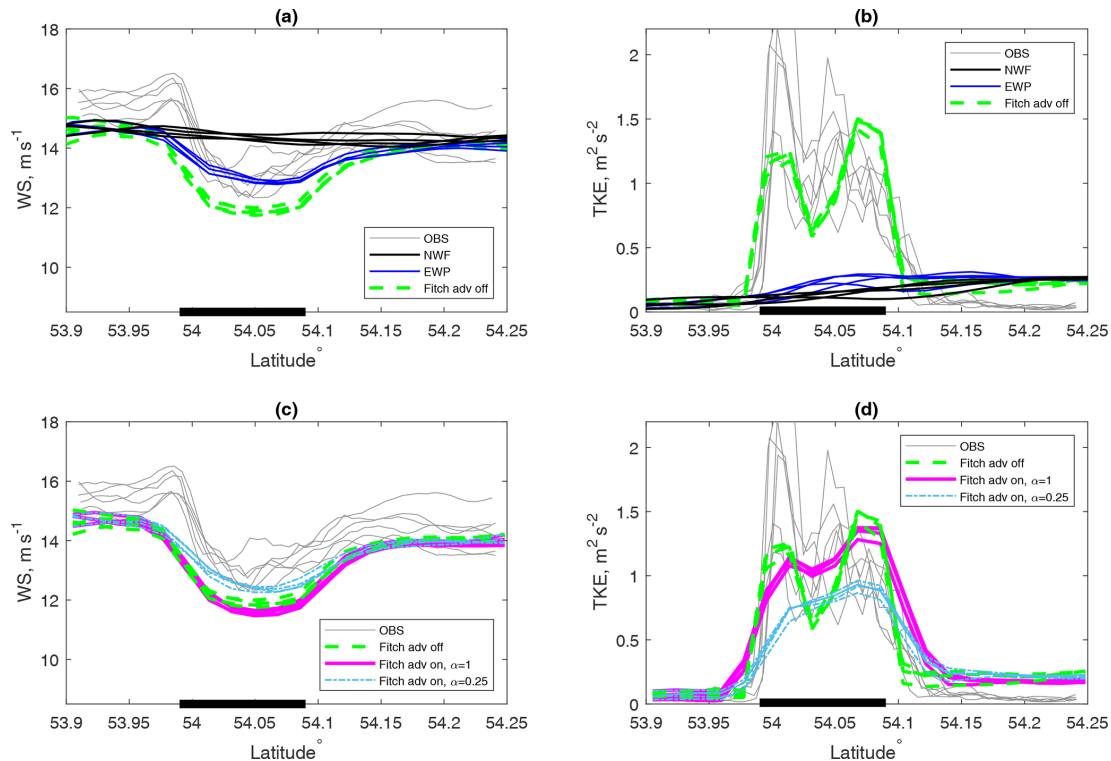 (a)
18
16
14
12
10
WS, m s⁻¹
OBS
NWF
EWP
Fitch adv off
53.9 53.95 54 54.05 54.1 54.15 54.2 54.25
Latitude°
(b)
2
1.5
1
0.5
0
TKE, m² s⁻²
OBS
NWF
EWP
Fitch adv off
53.9 53.95 54 54.05 54.1 54.15 54.2 54.25
Latitude°
(c)
18
16
14
12
10
WS, m s⁻¹
OBS
Fitch adv off
Fitch adv on, α=1
Fitch adv on, α=0.25
53.9 53.95 54 54.05 54.1 54.15 54.2 54.25
Latitude°
(d)
2
1.5
1
0.5
0
TKE, m² s⁻²
OBS
Fitch adv off
Fitch adv on, α=1
Fitch adv on, α=0.25
53.9 53.95 54 54.05 54.1 54.15 54.2 54.25
Latitude°